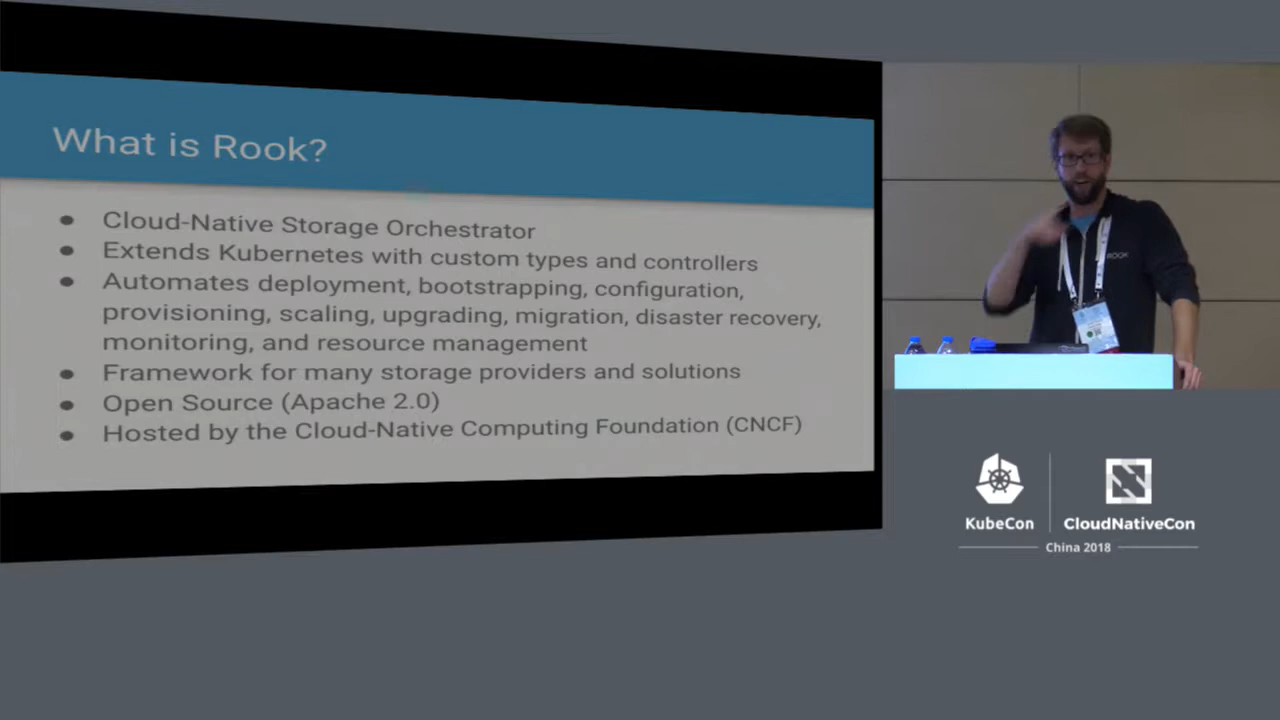 What is Rook?
● Cloud-Native Storage Orchestrator
● Extends Kubernetes with custom types and controllers
● Automates deployment, bootstrapping, configuration,
provisioning, scaling, upgrading, migration, disaster recovery,
monitoring, and resource management
● Framework for many storage providers and solutions
● Open Source (Apache 2.0)
● Hosted by the Cloud-Native Computing Foundation (CNCF)
ROOK
KubeCon
CloudNativeCon
China 2018